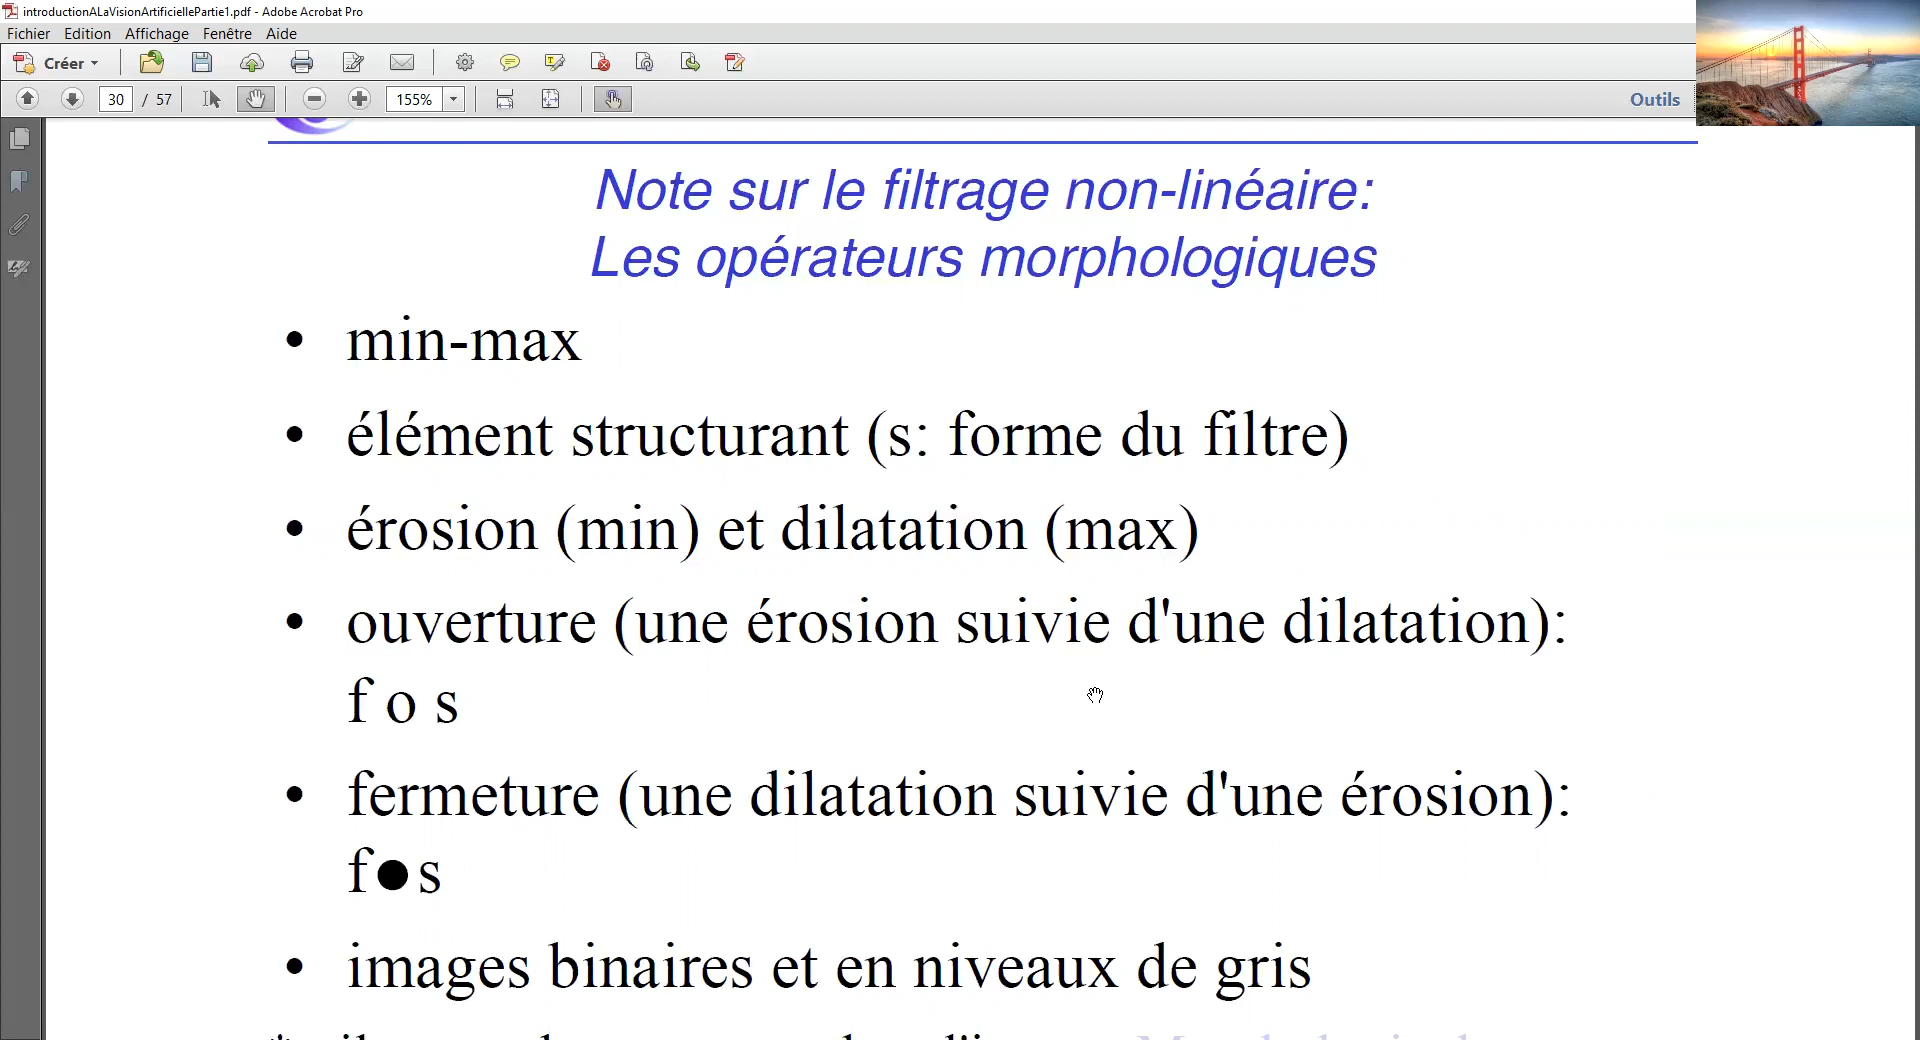 introductionALaVisionArtificiellePartie1.pdf - Adobe Acrobat Pro
Fichier Edition Affichage Fenêtre Aide
Créer
30 / 57 155% Outils
Note sur le filtrage non-linéaire:
Les opérateurs morphologiques
• min-max
• élément structurant (s: forme du filtre)
• érosion (min) et dilatation (max)
• ouverture (une érosion suivie d'une dilatation):
f o s
• fermeture (une dilatation suivie d'une érosion):
f●s
• images binaires et en niveaux de gris